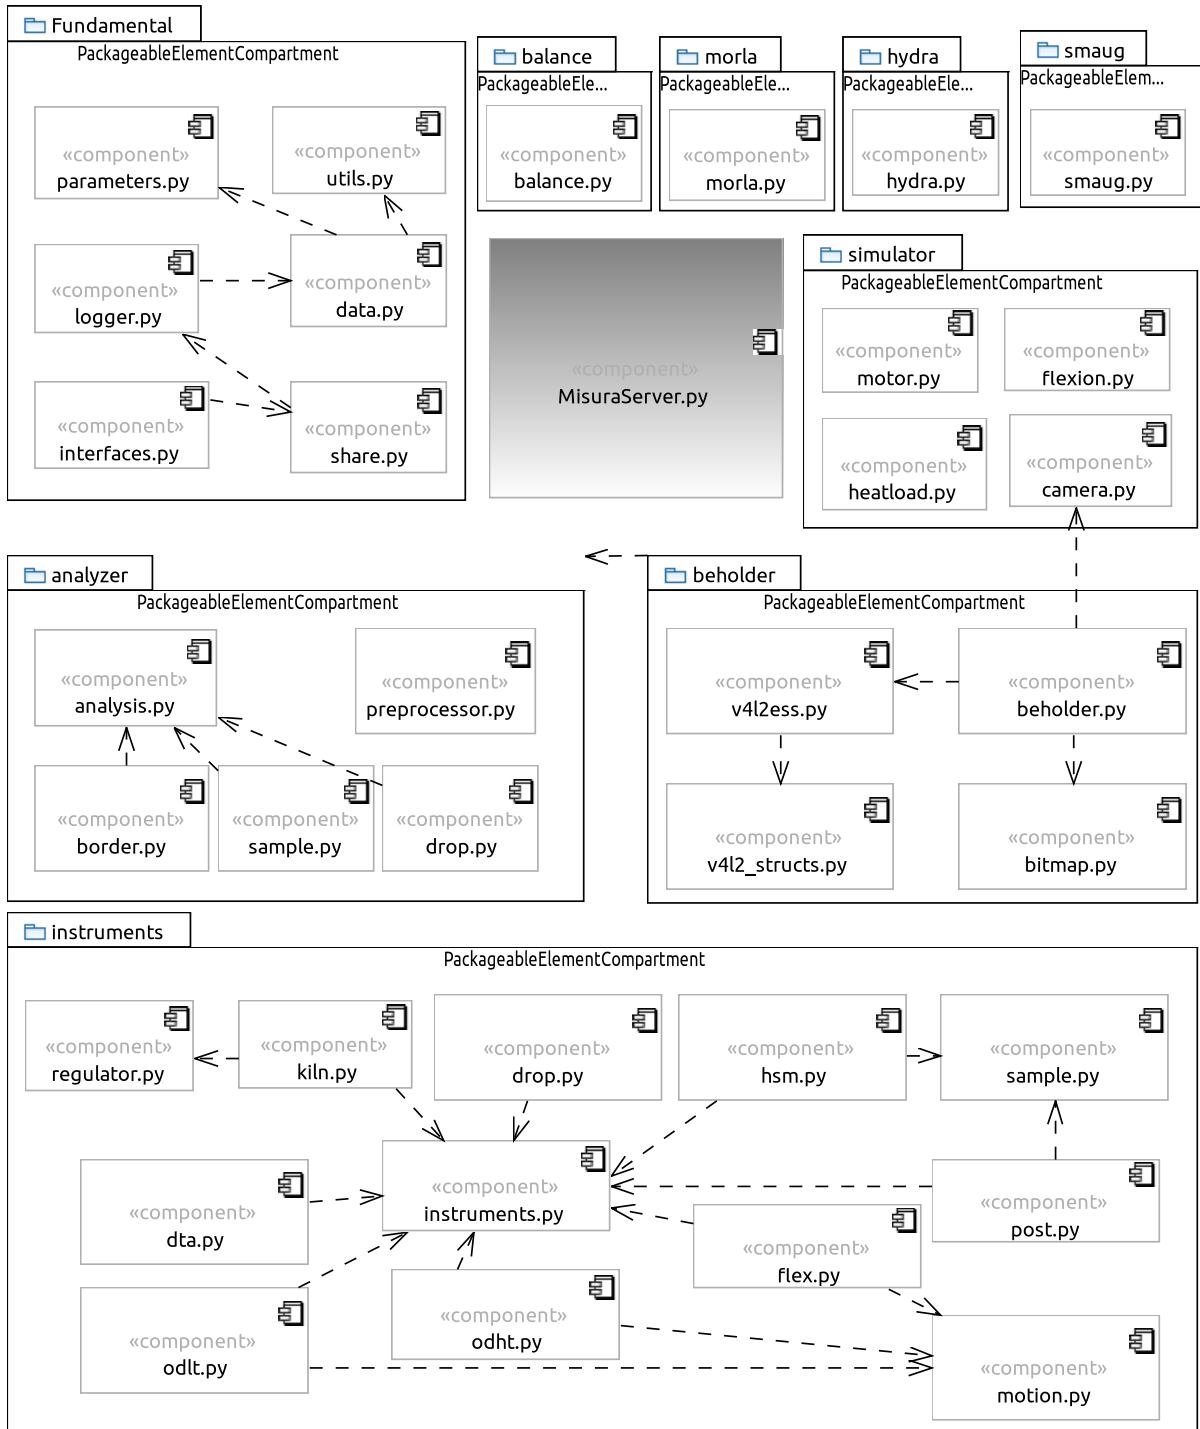 Fundamental
PackageableElementCompartment
«component»
parameters.py
«component»
utils.py
«component»
logger.py
«component»
data.py
«component»
interfaces.py
«component»
share.py
balance
PackageableEle...
«component»
balance.py
morla
PackageableEle...
«component»
morla.py
hydra
PackageableEle...
«component»
hydra.py
smaug
PackageableElem...
«component»
smaug.py
«component»
MisuraServer.py
simulator
PackageableElementCompartment
«component»
motor.py
«component»
flexion.py
«component»
heatload.py
«component»
camera.py
analyzer
PackageableElementCompartment
«component»
analysis.py
«component»
preprocessor.py
«component»
border.py
«component»
sample.py
«component»
drop.py
beholder
PackageableElementCompartment
«component»
v4l2ess.py
«component»
beholder.py
«component»
v4l2_structs.py
«component»
bitmap.py
instruments
PackageableElementCompartment
«component»
regulator.py
«component»
kiln.py
«component»
drop.py
«component»
hsm.py
«component»
sample.py
«component»
dta.py
«component»
instruments.py
«component»
post.py
«component»
flex.py
«component»
odlt.py
«component»
odht.py
«component»
motion.py